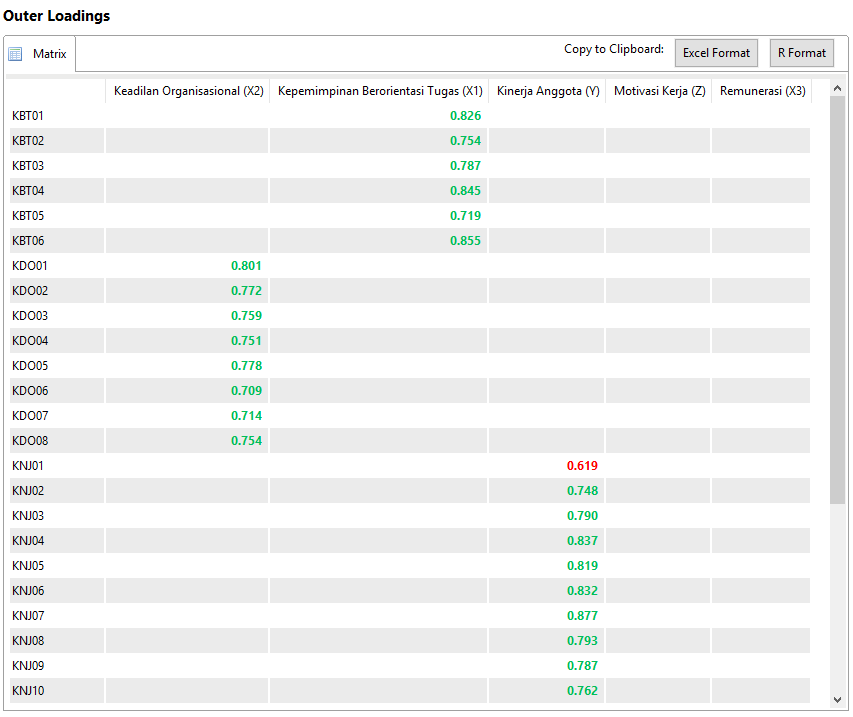 Outer Loadings
Matrix Copy to Clipboard: Excel Format R Format
Keadilan Organisasional (X2) Kepemimpinan Berorientasi Tugas (X1) Kinerja Anggota (Y) Motivasi Kerja (Z) Remunerasi (X3)
KBT01 0.826
KBT02 0.754
KBT03 0.787
KBT04 0.845
KBT05 0.719
KBT06 0.855
KDO01 0.801
KDO02 0.772
KDO03 0.759
KDO04 0.751
KDO05 0.778
KDO06 0.709
KDO07 0.714
KDO08 0.754
KNJ01 0.619
KNJ02 0.748
KNJ03 0.790
KNJ04 0.837
KNJ05 0.819
KNJ06 0.832
KNJ07 0.877
KNJ08 0.793
KNJ09 0.787
KNJ10 0.762